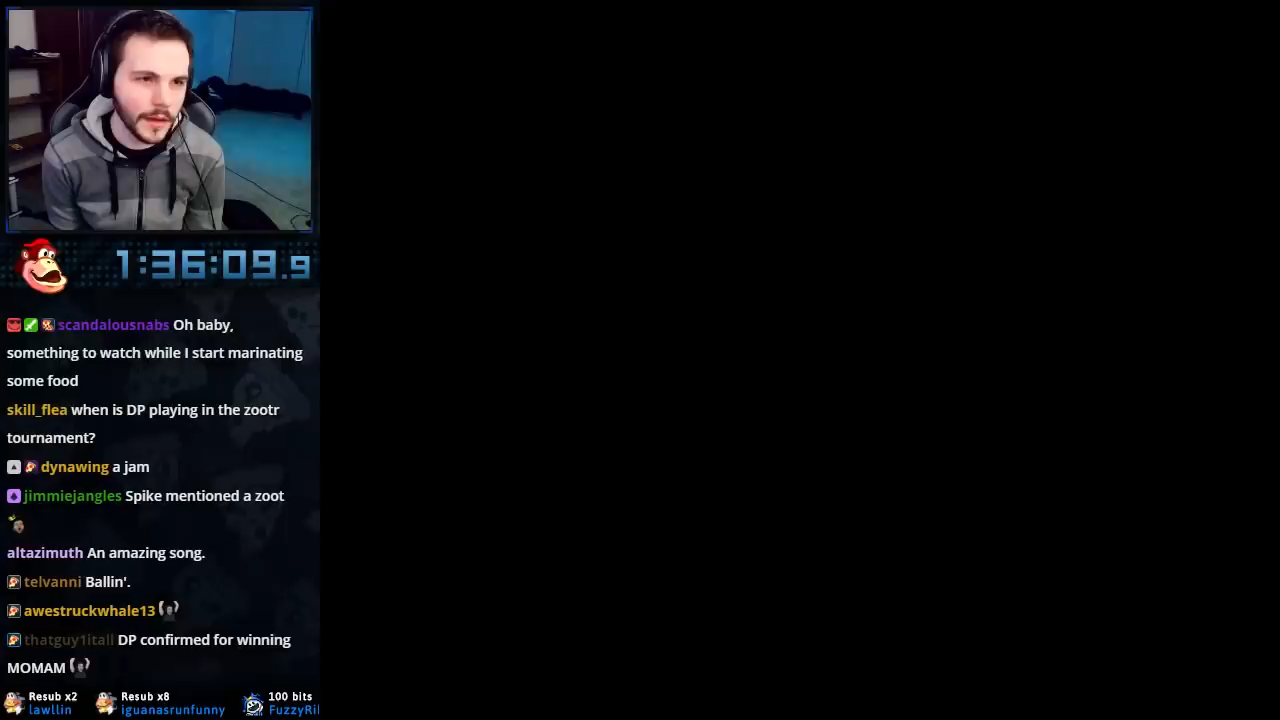 1:36:09.9
scandalousnabs Oh baby,
something to watch while I start marinating
some food
skill_flea when is DP playing in the zootr
tournament?
dynawing a jam
jimmiejangles Spike mentioned a zoot
altazimuth An amazing song.
telvanni Ballin'.
awestruckwhale13
thatguy1itall DP confirmed for winning
MOMAM
Resub x2 Resub x8 100 bits
lawllin iguanasrunfunny FuzzyRil